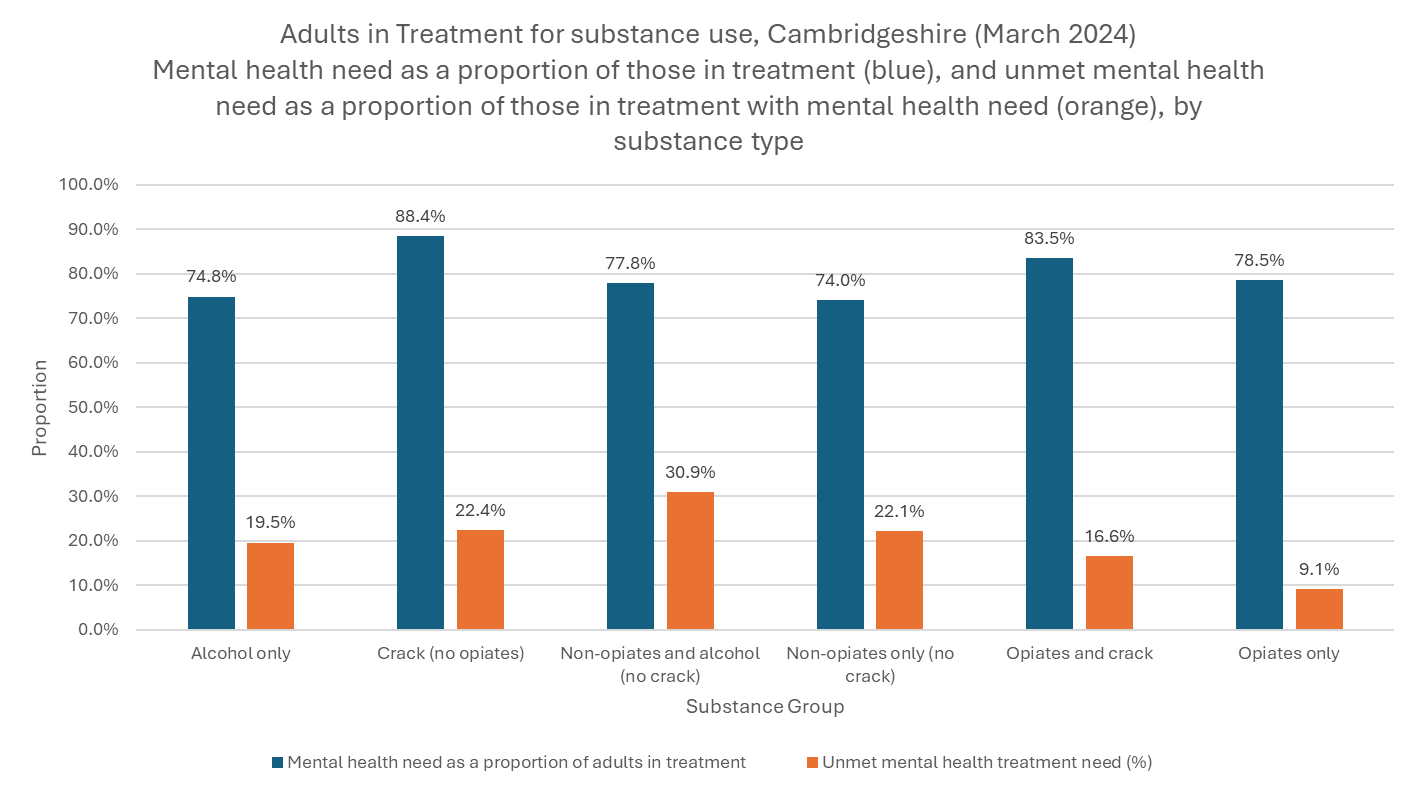 Adults in Treatment for substance use, Cambridgeshire (March 2024)
Mental health need as a proportion of those in treatment (blue), and unmet mental health
need as a proportion of those in treatment with mental health need (orange), by
substance type
100.0%
90.0%
80.0%
70.0%
60.0%
50.0%
40.0%
30.0%
20.0%
10.0%
0.0%
Proportion
74.8%
19.5%
88.4%
22.4%
77.8%
30.9%
74.0%
22.1%
83.5%
16.6%
78.5%
9.1%
Alcohol only
Crack (no opiates)
Non-opiates and alcohol
(no crack)
Non-opiates only (no
crack)
Opiates and crack
Opiates only
Substance Group
Mental health need as a proportion of adults in treatment
Unmet mental health treatment need (%)